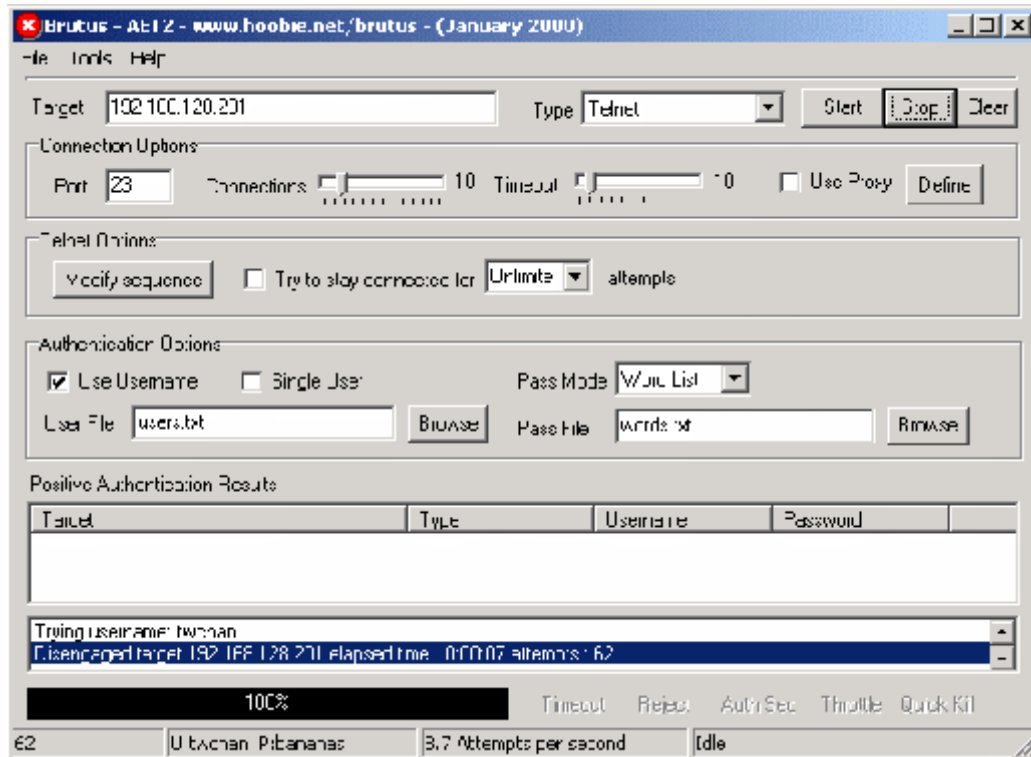 Brutus - AET2 - www.hoobie.net/brutus - (January 2000)
File Tools Help
Target 192.168.128.201 Type Telnet Start Stop Clear
Connection Options
Port 23 Connections 10 Timeout 10 Use Proxy Define
Telnet Options
Modify sequence Try to stay connected for Unlimite attempts
Authentication Options
Use Username Single User Pass Mode Word List
User File users.txt Browse Pass File words.txt Browse
Positive Authentication Results
Target Type Username Password
Trying username: twchan
Disengaged target 192.168.128.201 elapsed time : 0:00:07 attempts : 62
100% Timeout Reject Auth Seq Throttle Quick Kill
62 U:twchan P:bananas Attempts per second Idle